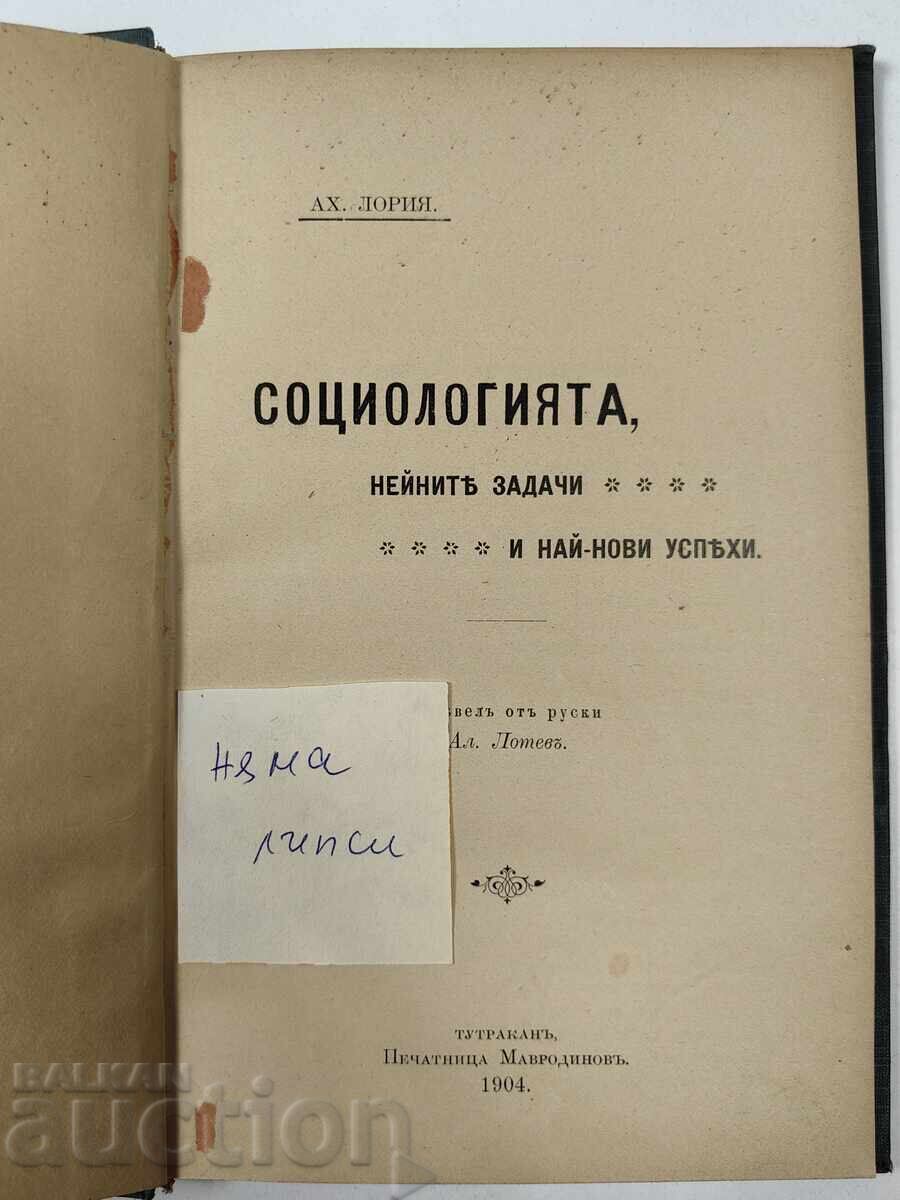 АХ. ЛОРИЯ.
СОЦИОЛОГИЯТА,
НЕЙНИТѢ ЗАДАЧИ
И НАЙ-НОВИ УСПѢХИ.
отъ руски
Ал. Лотевъ.
няма
липси
ТУТРАКАНЪ,
ПЕЧАТНИЦА МАВРОДИНОВЪ.
1904.
BALKAN
auction